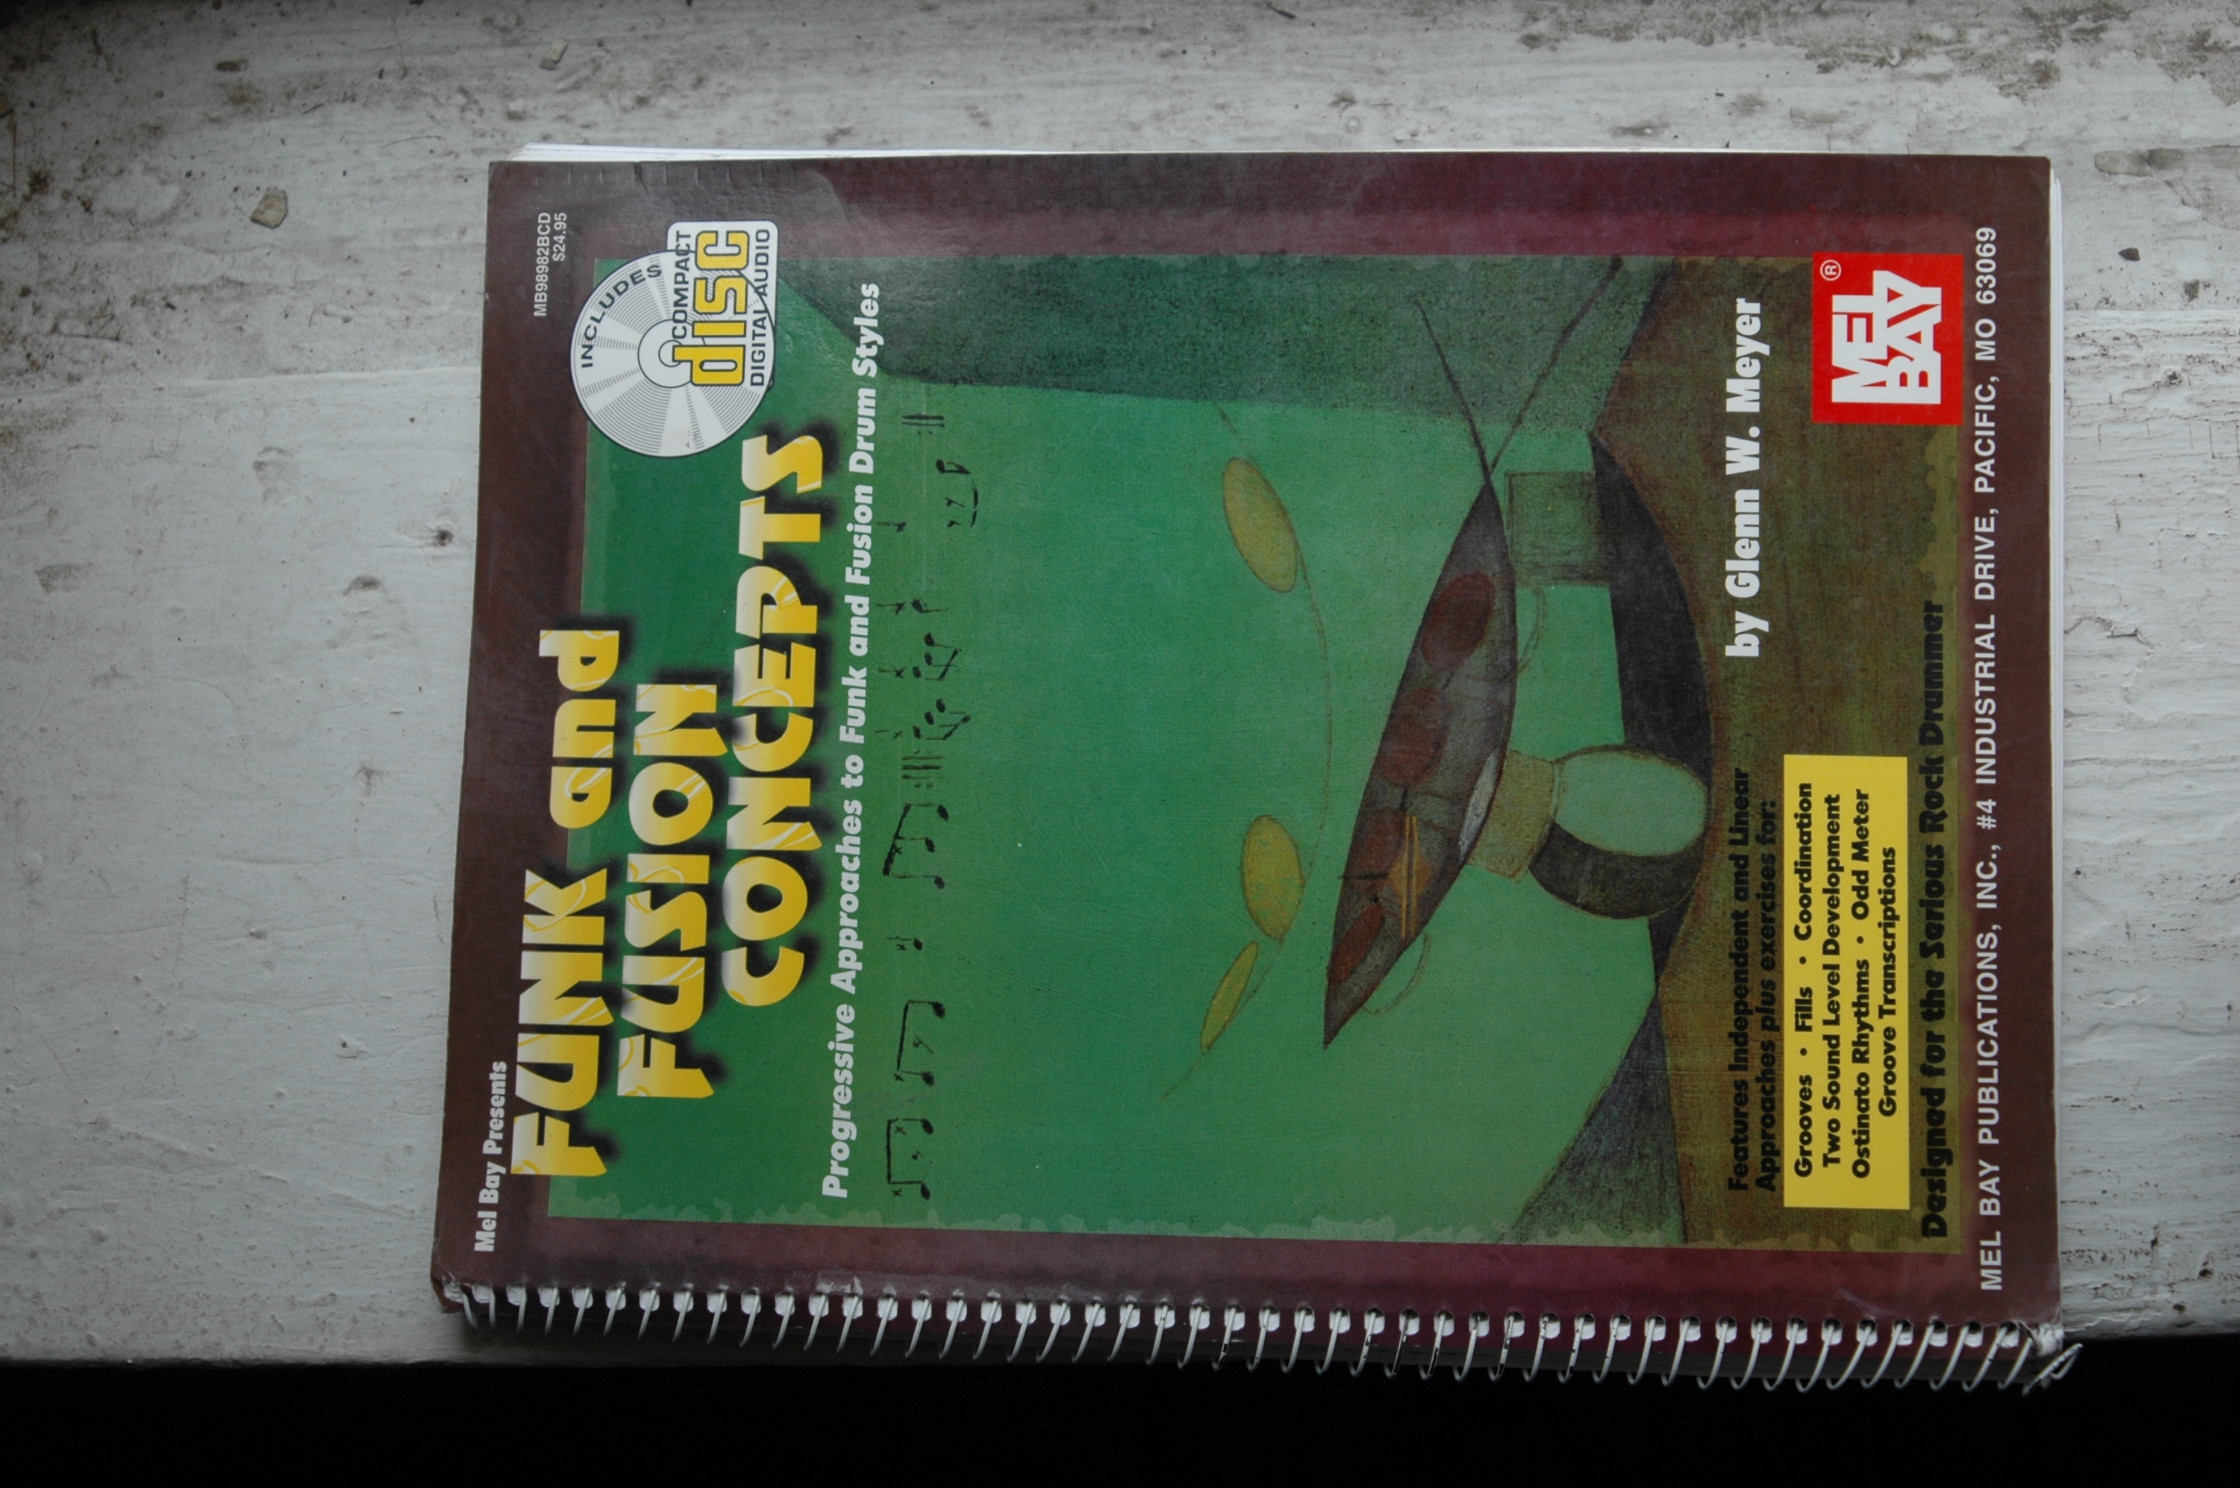 Mel Bay Presents
MB98982BCD
$24.95
FUNK and
FUSION
CONCEPTS
INCLUDES
COMPACT
disc
DIGITAL AUDIO
Progressive Approaches to Funk and Fusion Drum Styles
by Glenn W. Meyer
Features Independent and Linear
Approaches plus exercises for:
Grooves • Fills • Coordination
Two Sound Level Development
Ostinato Rhythms • Odd Meter
Groove Transcriptions
Designed for the Serious Rock Drummer
MEL
BAY®
MEL BAY PUBLICATIONS, INC., #4 INDUSTRIAL DRIVE, PACIFIC, MO 63069